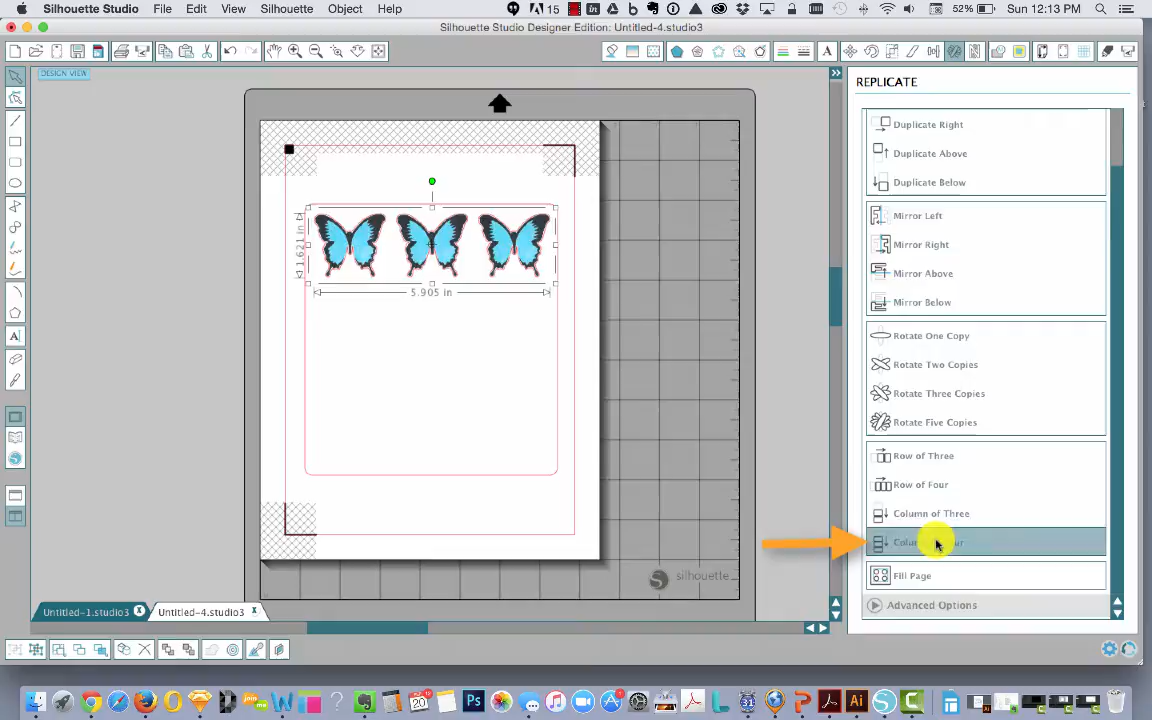 Silhouette Studio File Edit View Silhouette Object Help 15 52% Sun 12:13 PM
Silhouette Studio Designer Edition: Untitled-4.studio3
DESIGN VIEW
REPLICATE
Duplicate Right
Duplicate Above
Duplicate Below
Mirror Left
Mirror Right
Mirror Above
Mirror Below
Rotate One Copy
Rotate Two Copies
Rotate Three Copies
Rotate Five Copies
Row of Three
Row of Four
Column of Three
Fill Page
Advanced Options
1.621 in
5.905 in
silhouette
Untitled-1.studio3 Untitled-4.studio3